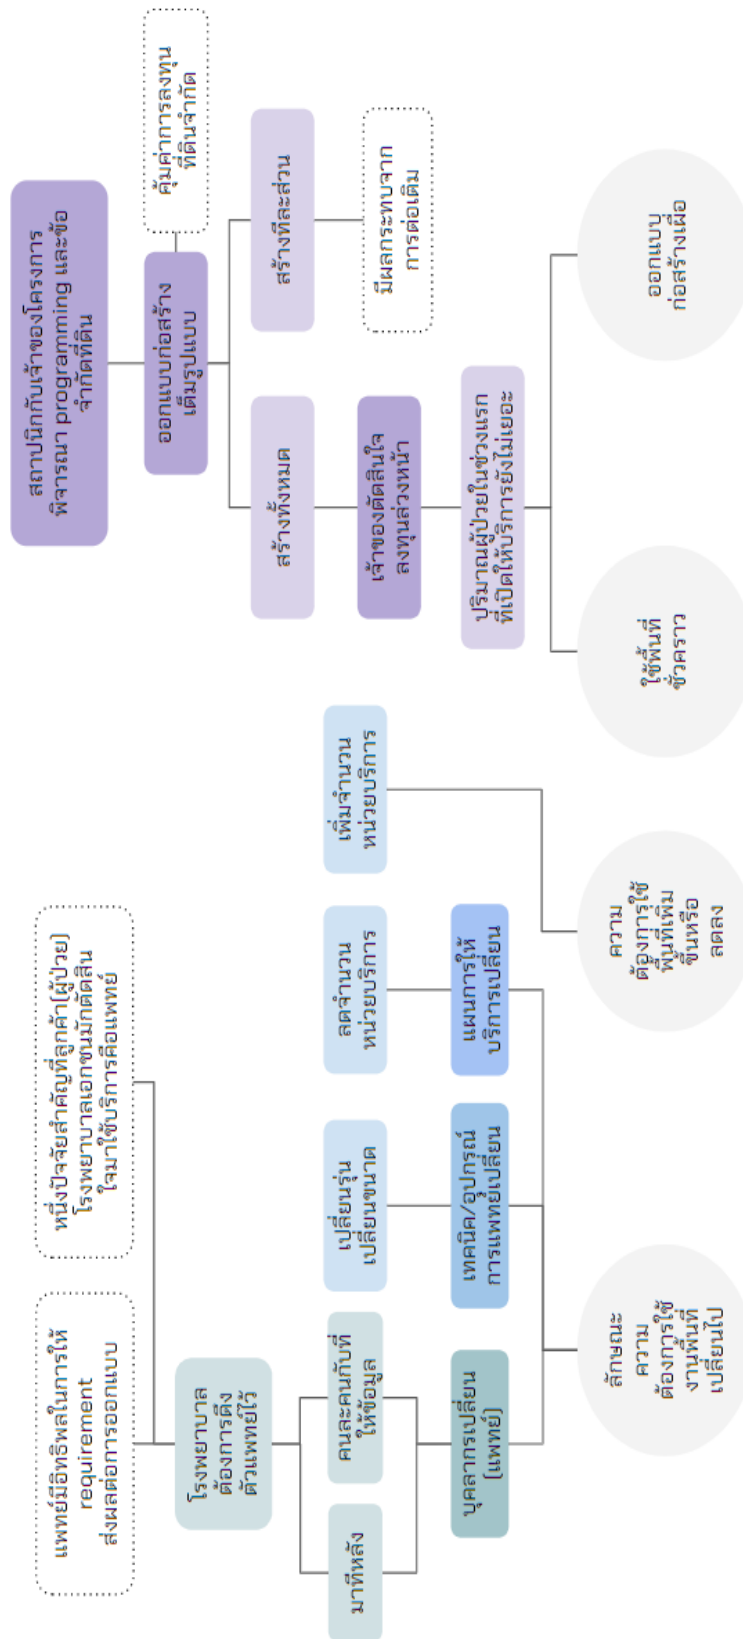 แพทย์มีอิทธิพลในการให้
requirement
ส่งผลต่อการออกแบบ
หนึ่งปัจจัยสำคัญที่ลูกค้า(ผู้ป่วย)
โรงพยาบาลเอกชนมักตัดสิน
ใจมาใช้บริการคือแพทย์
โรงพยาบาล
ต้องการดึง
ตัวแพทย์ไว้
มาทีหลัง
คนละคนกับที่
ให้ข้อมูล
เปลี่ยนรุ่น
เปลี่ยนขนาด
ลดจำนวน
หน่วยบริการ
เพิ่มจำนวน
หน่วยบริการ
บุคลากรเปลี่ยน
(แพทย์)
เทคนิค/อุปกรณ์
การแพทย์เปลี่ยน
แผนการให้
บริการเปลี่ยน
ลักษณะ
ความ
ต้องการใช้
งานพื้นที่
เปลี่ยนไป
ความ
ต้องการใช้
พื้นที่เพิ่ม
ขึ้นหรือ
ลดลง
สถาปนิกกับเจ้าของโครงการ
พิจารณา programming และข้อ
จำกัดที่ดิน
ออกแบบก่อสร้าง
เต็มรูปแบบ
คุ้มค่าการลงทุน
ที่ดินจำกัด
สร้างทั้งหมด
สร้างทีละส่วน
เจ้าของตัดสินใจ
ลงทุนล่วงหน้า
มีผลกระทบจาก
การต่อเติม
ปริมาณผู้ป่วยในช่วงแรก
ที่เปิดให้บริการยังไม่เยอะ
ใช้พื้นที่
ชั่วคราว
ออกแบบ
ก่อสร้างเผื่อ